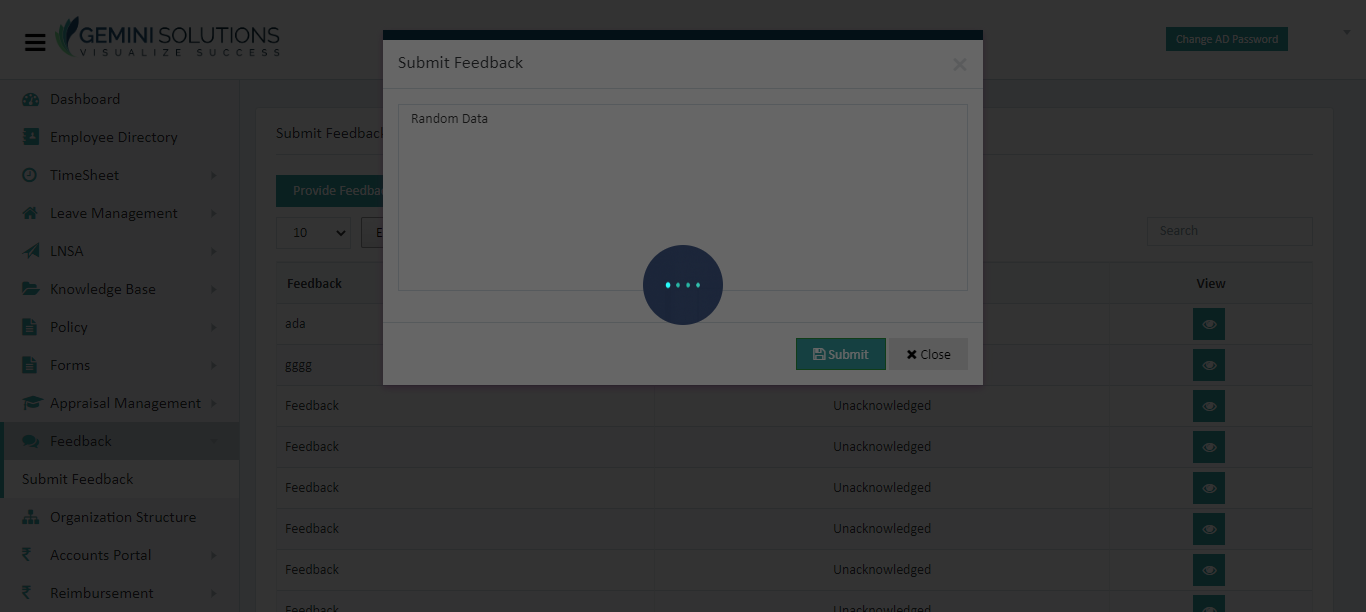 GEMINI SOLUTIONS
VISUALIZE SUCCESS
Change AD Password
Submit Feedback
×
Random Data
Submit
Close
Dashboard
Employee Directory
TimeSheet
Leave Management
LNSA
Knowledge Base
Policy
Forms
Appraisal Management
Feedback
Submit Feedback
Organization Structure
₹ Accounts Portal
₹ Reimbursement
Submit Feedback
Provide Feedba
10
E
Search
Feedback View
ada
gggg
Feedback Unacknowledged
Feedback Unacknowledged
Feedback Unacknowledged
Feedback Unacknowledged
Feedback Unacknowledged
Feedback Unacknowledged